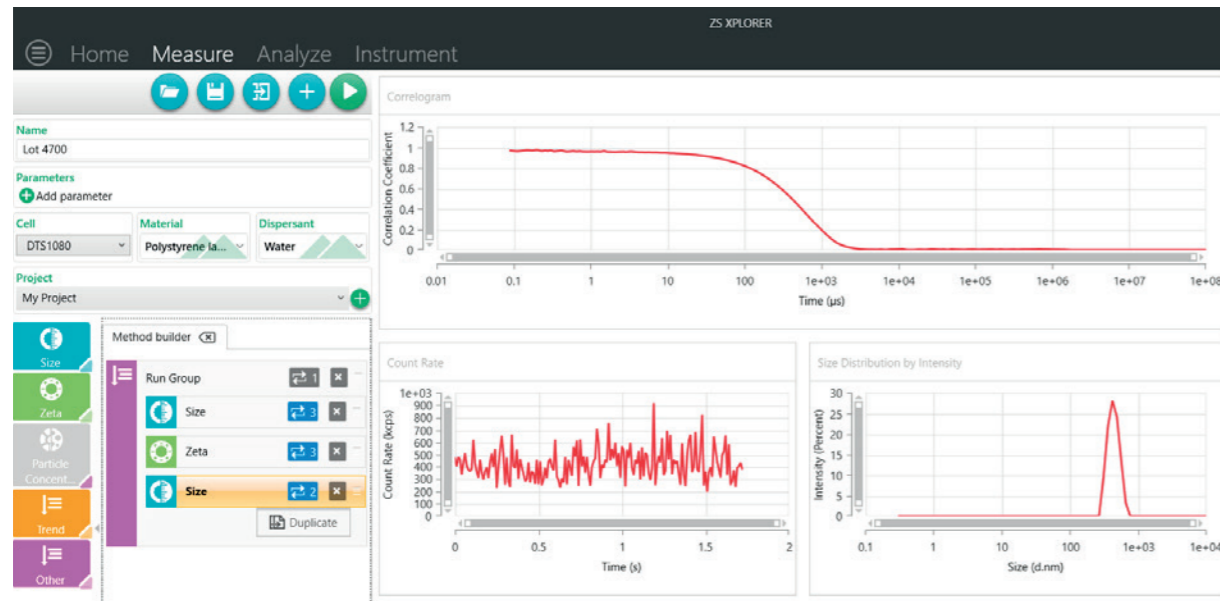 ZS XPLORER
Home Measure Analyze Instrument
Name
Lot 4700
Parameters
Add parameter
Cell Material Dispersant
DTS1080 Polystyrene la... Water
Project
My Project
Size
Zeta
Particle
Concent...
Trend
Other
Method builder
Run Group 1
Size 3
Zeta 3
Size 2
Duplicate
Correlogram
Correlation Coefficient
1.2
1
0.8
0.6
0.4
0.2
0
0.01 0.1 1 10 100 1e+03 1e+04 1e+05 1e+06 1e+07 1e+08
Time (µs)
Count Rate
Count Rate (kcps)
1e+03
900
800
700
600
500
400
300
200
100
0
0 0.5 1 1.5 2
Time (s)
Size Distribution by Intensity
Intensity (Percent)
30
25
20
15
10
5
0
0.1 1 10 100 1e+03 1e+04
Size (d.nm)